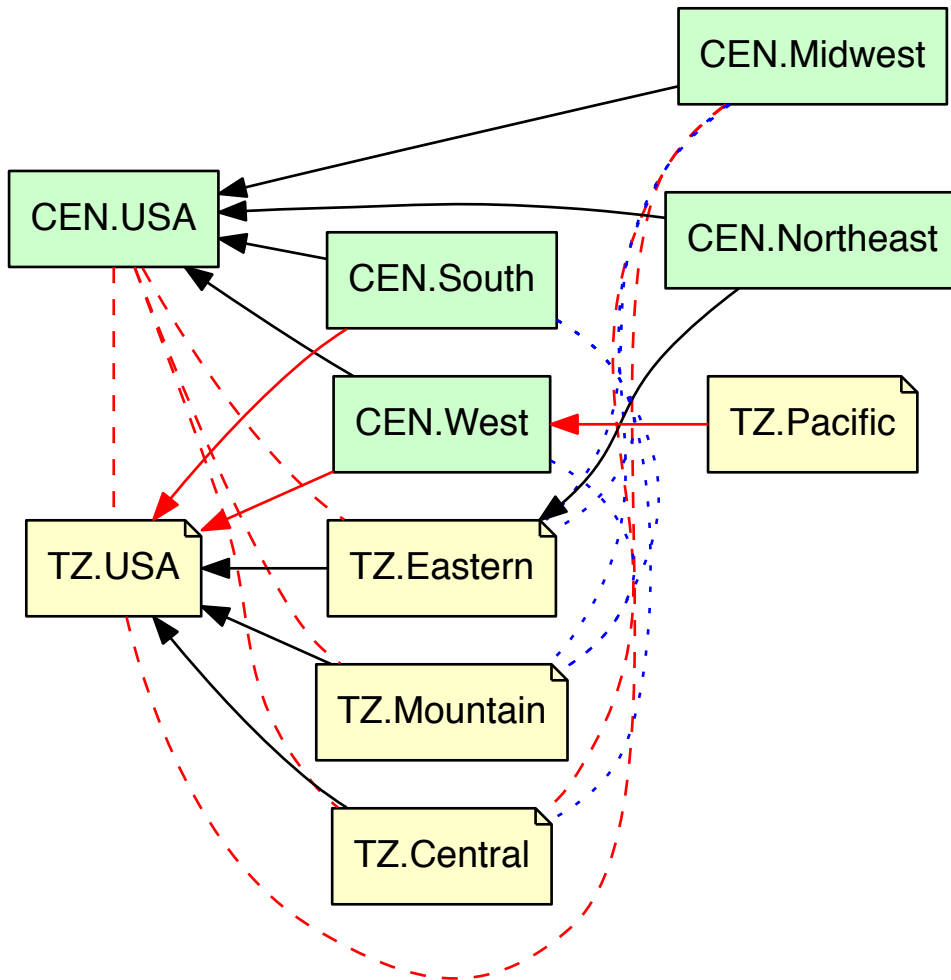 CEN.Midwest
CEN.USA
CEN.Northeast
CEN.South
CEN.West
TZ.Pacific
TZ.USA
TZ.Eastern
TZ.Mountain
TZ.Central